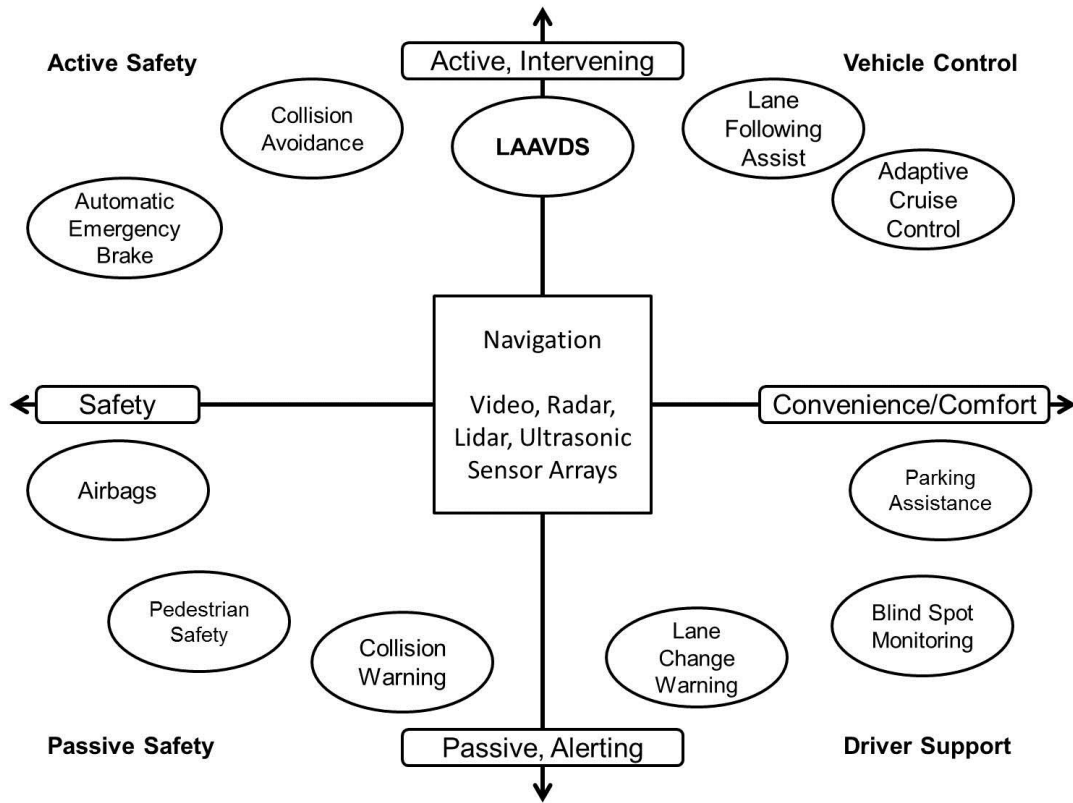 Active Safety
Active, Intervening
Vehicle Control
Collision
Avoidance
LAAVDS
Lane
Following
Assist
Automatic
Emergency
Brake
Adaptive
Cruise
Control
Navigation
Video, Radar,
Lidar, Ultrasonic
Sensor Arrays
Safety
Convenience/Comfort
Airbags
Parking
Assistance
Pedestrian
Safety
Collision
Warning
Lane
Change
Warning
Blind Spot
Monitoring
Passive Safety
Passive, Alerting
Driver Support